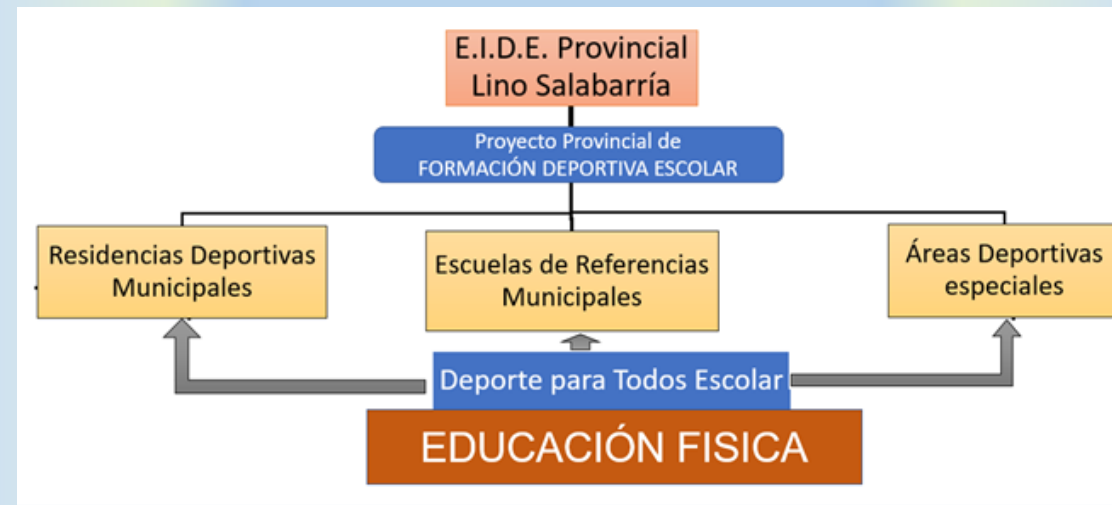 E.I.D.E. Provincial
Lino Salabarría
Proyecto Provincial de
FORMACIÓN DEPORTIVA ESCOLAR
Residencias Deportivas
Municipales
Escuelas de Referencias
Municipales
Áreas Deportivas
especiales
Deporte para Todos Escolar
EDUCACIÓN FISICA